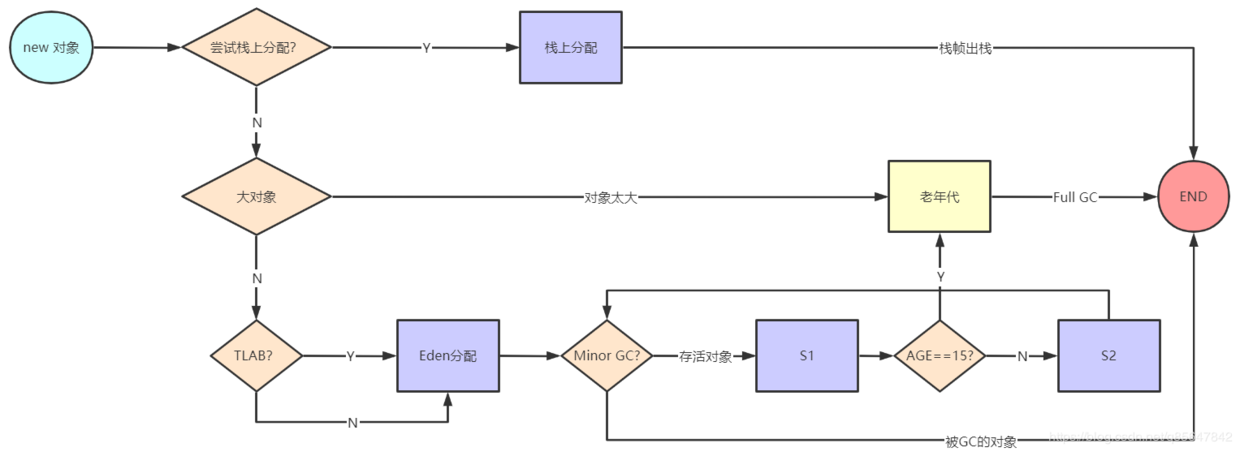 new 对象
尝试栈上分配?
Y
栈上分配
栈帧出栈
N
大对象
对象太大
老年代
Full GC
END
N
Y
TLAB?
Y
Eden分配
Minor GC?
存活对象
S1
AGE==15?
N
S2
N
被GC的对象